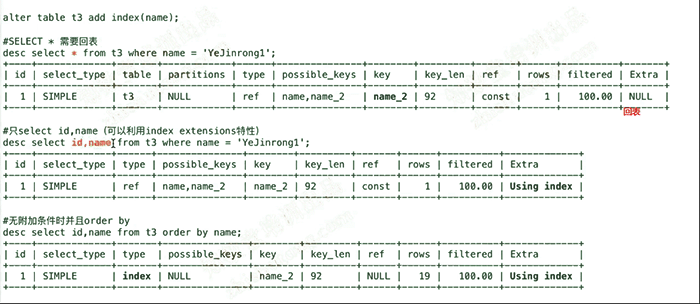 alter table t3 add index(name);
#SELECT * 需要回表
desc select * from t3 where name = 'YeJinrong1';
+----+-------------+-------+------------+------+---------------+--------+---------+-------+------+----------+-------+
| id | select_type | table | partitions | type | possible_keys | key | key_len | ref | rows | filtered | Extra |
+----+-------------+-------+------------+------+---------------+--------+---------+-------+------+----------+-------+
| 1 | SIMPLE | t3 | NULL | ref | name,name_2 | name_2 | 92 | const | 1 | 100.00 | NULL |
+----+-------------+-------+------------+------+---------------+--------+---------+-------+------+----------+-------+
回表
#只select id,name (可以利用index extensions特性)
desc select id,name from t3 where name = 'YeJinrong1';
+----+-------------+------+---------------+--------+---------+-------+------+----------+-------------+
| id | select_type | type | possible_keys | key | key_len | ref | rows | filtered | Extra |
+----+-------------+------+---------------+--------+---------+-------+------+----------+-------------+
| 1 | SIMPLE | ref | name,name_2 | name_2 | 92 | const | 1 | 100.00 | Using index |
+----+-------------+------+---------------+--------+---------+-------+------+----------+-------------+
#无附加条件时并且order by
desc select id,name from t3 order by name;
+----+-------------+-------+---------------+--------+---------+------+------+----------+-------------+
| id | select_type | type | possible_keys | key | key_len | ref | rows | filtered | Extra |
+----+-------------+-------+---------------+--------+---------+------+------+----------+-------------+
| 1 | SIMPLE | index | NULL | name_2 | 92 | NULL | 19 | 100.00 | Using index |
+----+-------------+-------+---------------+--------+---------+------+------+----------+-------------+